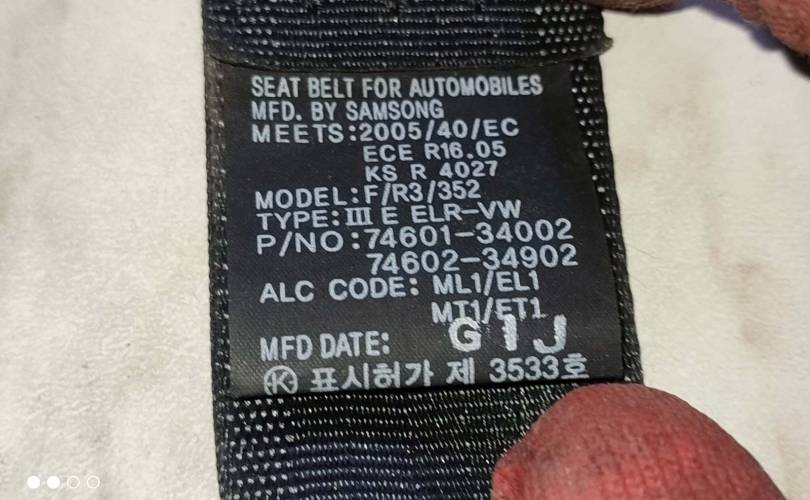 SEAT BELT FOR AUTOMOBILES
MFD. BY SAMSONG
MEETS:2005/40/EC
ECE R16.05
KS R 4027
MODEL:F/R3/352
TYPE:Ⅲ E ELR-VW
P/NO:74601-34002
74602-34902
ALC CODE: ML1/EL1
MT1/ET1
MFD DATE: G I J
Ⓚ 표시허가 제 3533호